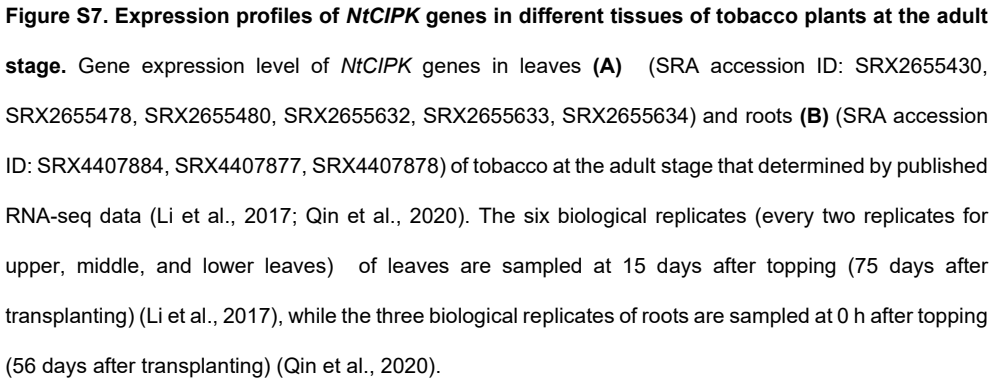 Figure S7. Expression profiles of NtCIPK genes in different tissues of tobacco plants at the adult
stage. Gene expression level of NtCIPK genes in leaves (A) (SRA accession ID: SRX2655430,
SRX2655478, SRX2655480, SRX2655632, SRX2655633, SRX2655634) and roots (B) (SRA accession
ID: SRX4407884, SRX4407877, SRX4407878) of tobacco at the adult stage that determined by published
RNA-seq data (Li et al., 2017; Qin et al., 2020). The six biological replicates (every two replicates for
upper, middle, and lower leaves) of leaves are sampled at 15 days after topping (75 days after
transplanting) (Li et al., 2017), while the three biological replicates of roots are sampled at 0 h after topping
(56 days after transplanting) (Qin et al., 2020).